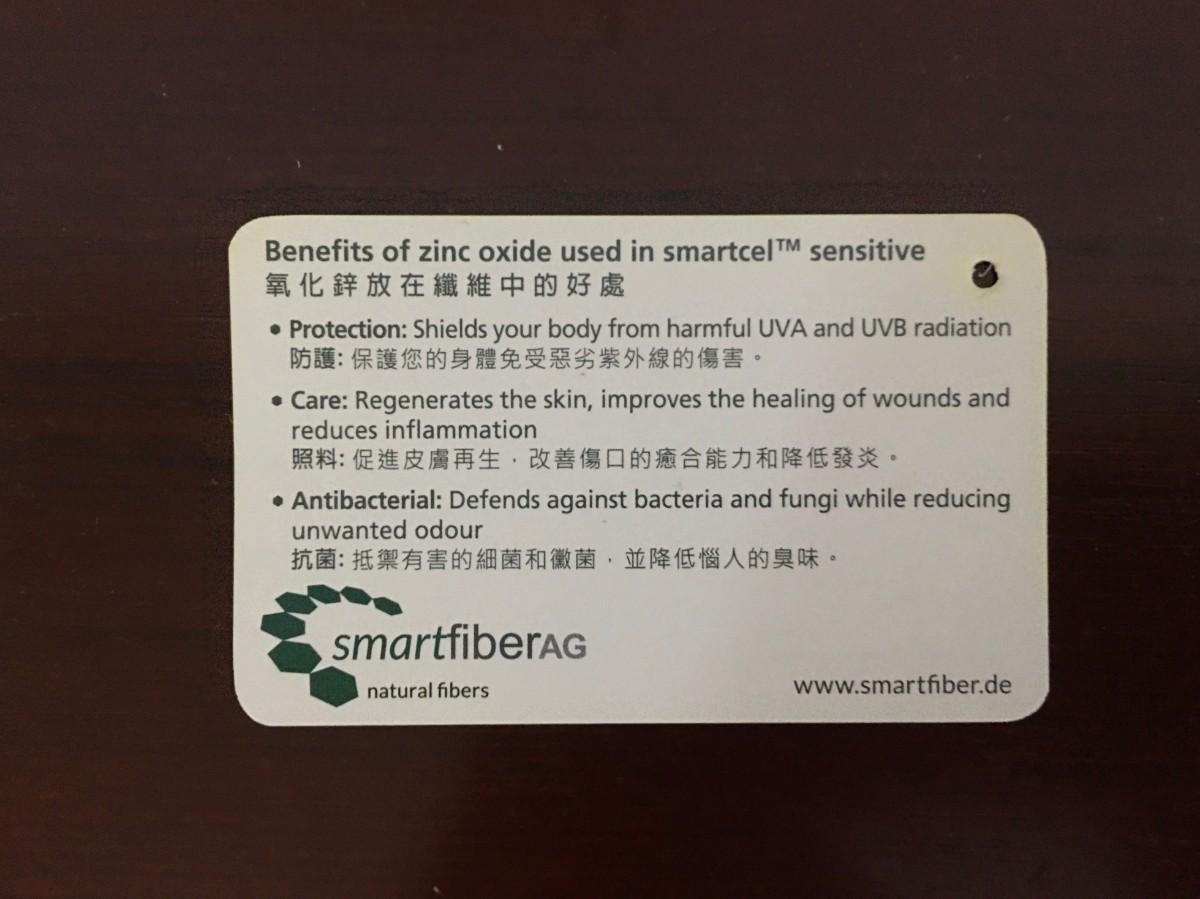 Benefits of zinc oxide used in smartcel™ sensitive
氧化鋅放在纖維中的好處
• Protection: Shields your body from harmful UVA and UVB radiation
防護: 保護您的身體免受惡劣紫外線的傷害。
• Care: Regenerates the skin, improves the healing of wounds and
reduces inflammation
照料: 促進皮膚再生，改善傷口的癒合能力和降低發炎。
• Antibacterial: Defends against bacteria and fungi while reducing
unwanted odour
抗菌: 抵禦有害的細菌和黴菌，並降低惱人的臭味。
smartfiberAG
natural fibers
www.smartfiber.de